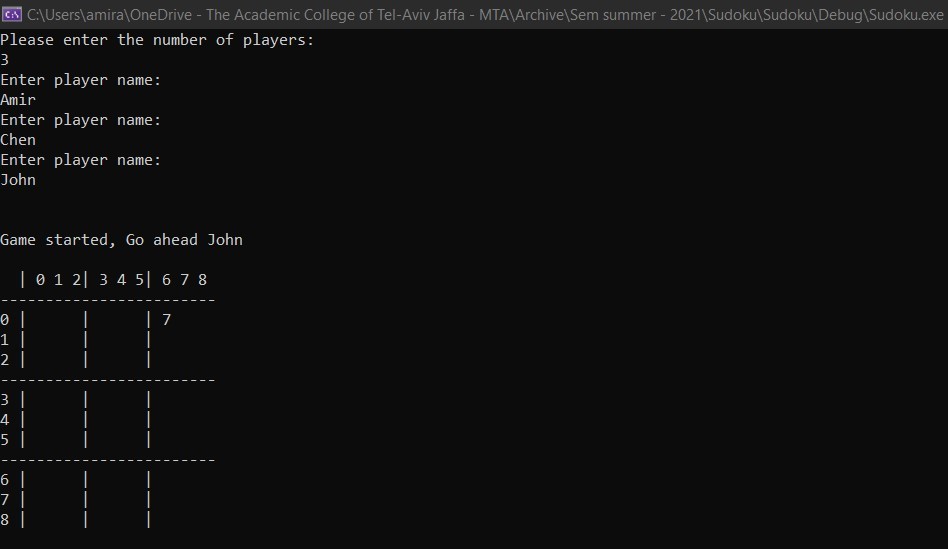 C:\Users\amira\OneDrive - The Academic College of Tel-Aviv Jaffa - MTA\Archive\Sem summer - 2021\Sudoku\Sudoku\Debug\Sudoku.exe
Please enter the number of players:
3
Enter player name:
Amir
Enter player name:
Chen
Enter player name:
John
Game started, Go ahead John
  | 0 1 2| 3 4 5| 6 7 8
------------------------
0 |      |      | 7
1 |      |      |
2 |      |      |
------------------------
3 |      |      |
4 |      |      |
5 |      |      |
------------------------
6 |      |      |
7 |      |      |
8 |      |      |